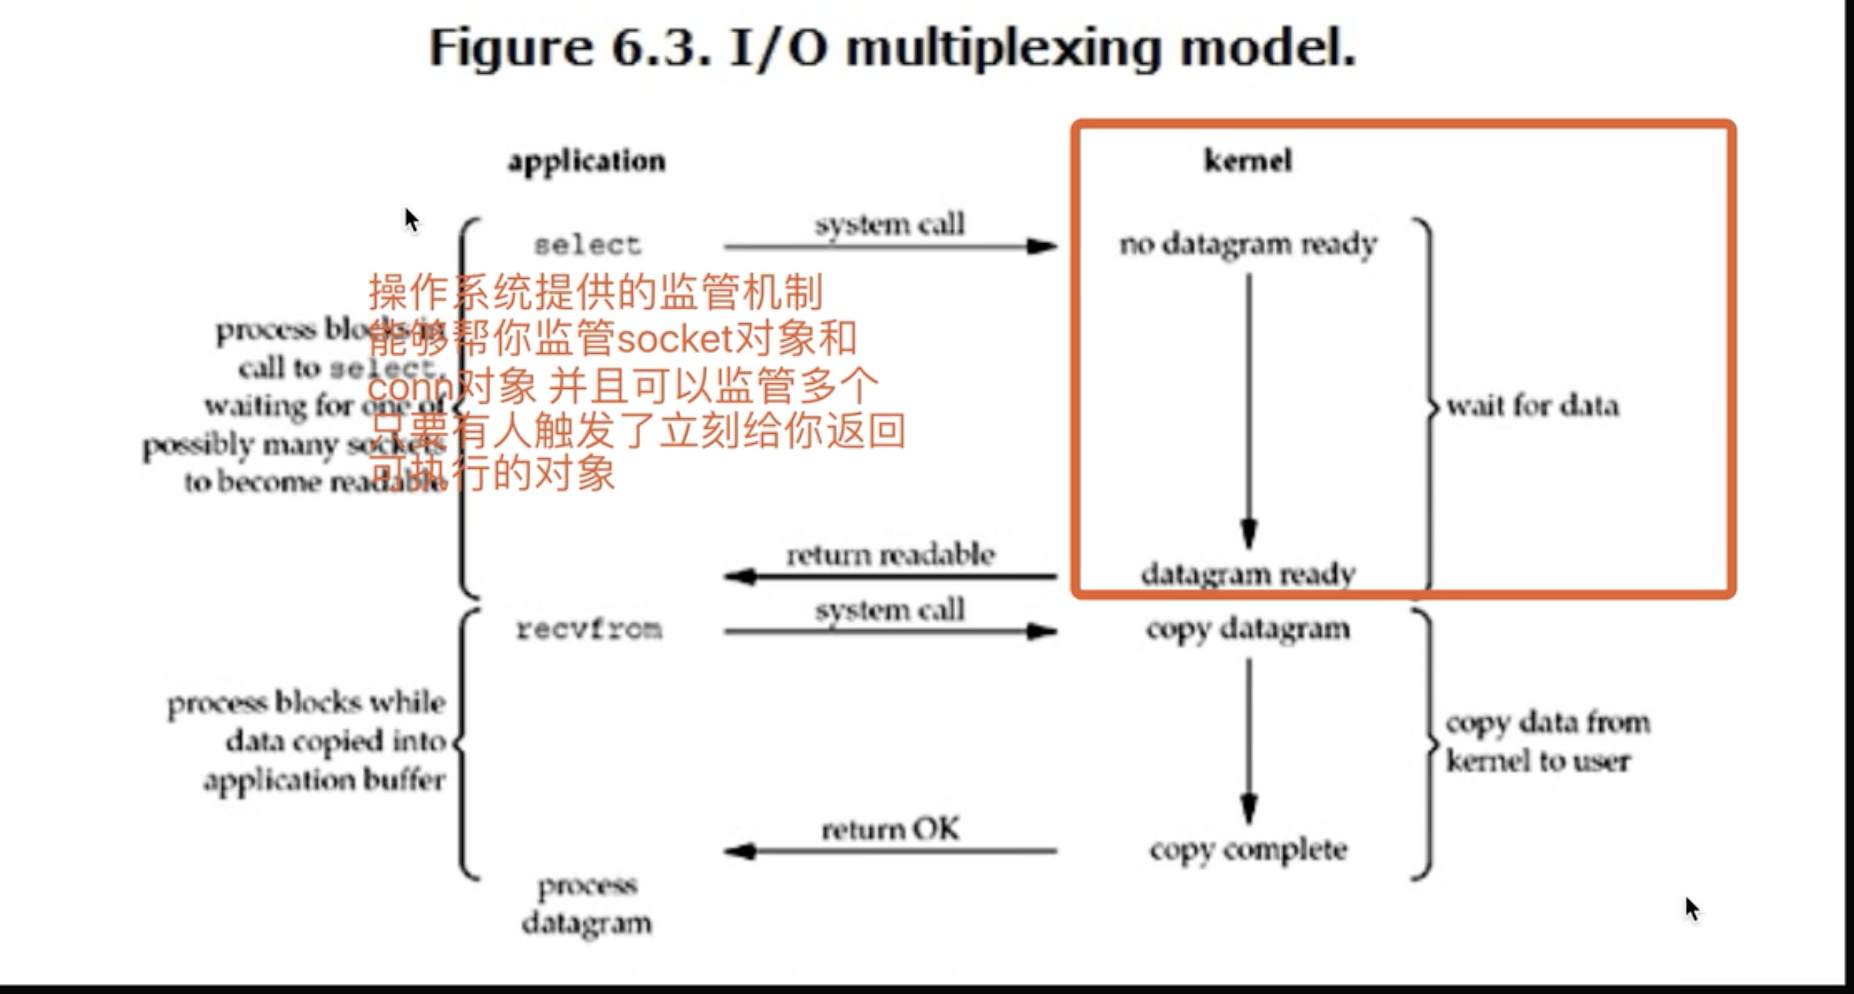 Figure 6.3. I/O multiplexing model.
application
kernel
select
system call
no datagram ready
操作系统提供的监管机制
能够帮你监管socket对象和
conn对象 并且可以监管多个
只要有人触发了立刻给你返回
可执行的对象
process blocks in
call to select,
waiting for one of
possibly many sockets
to become readable
wait for data
return readable
datagram ready
recvfrom
system call
copy datagram
process blocks while
data copied into
application buffer
copy data from
kernel to user
return OK
copy complete
process
datagram